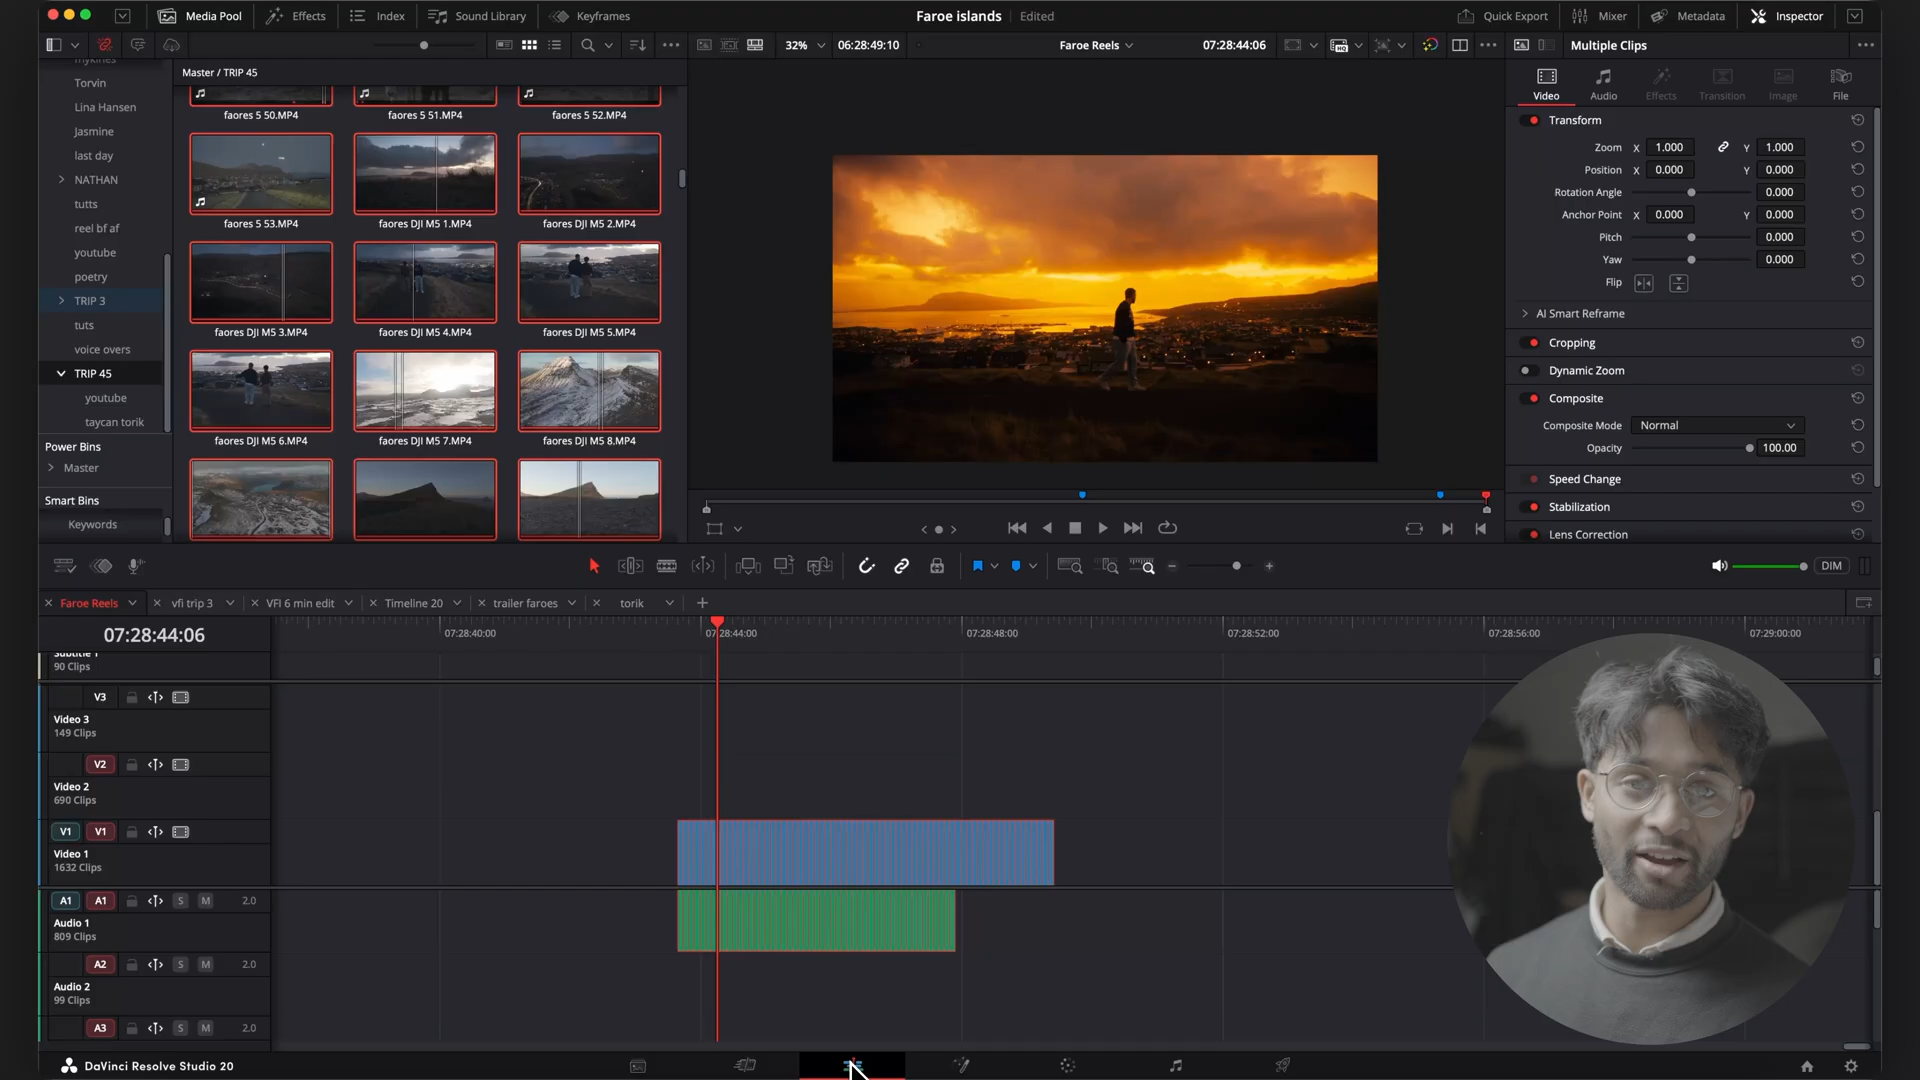 Media Pool Effects Index Sound Library Keyframes Faroe islands Edited Quick Export Mixer Metadata Inspector
32% 06:28:49:10 Faroe Reels 07:28:44:06 Multiple Clips
mykines
Torvin
Lina Hansen
Jasmine
last day
NATHAN
tutts
reel bf af
youtube
poetry
TRIP 3
tuts
voice overs
TRIP 45
youtube
taycan torik
Power Bins
Master
Smart Bins
Keywords
Master / TRIP 45
faores 5 50.MP4 faores 5 51.MP4 faores 5 52.MP4
faores 5 53.MP4 faores DJI M5 1.MP4 faores DJI M5 2.MP4
faores DJI M5 3.MP4 faores DJI M5 4.MP4 faores DJI M5 5.MP4
faores DJI M5 6.MP4 faores DJI M5 7.MP4 faores DJI M5 8.MP4
Video Audio Effects Transition Image File
Transform
Zoom X 1.000 Y 1.000
Position X 0.000 Y 0.000
Rotation Angle 0.000
Anchor Point X 0.000 Y 0.000
Pitch 0.000
Yaw 0.000
Flip
AI Smart Reframe
Cropping
Dynamic Zoom
Composite
Composite Mode Normal
Opacity 100.00
Speed Change
Stabilization
Lens Correction
DIM
Faroe Reels vfi trip 3 VFI 6 min edit Timeline 20 trailer faroes torik
07:28:44:06 07:28:40:00 07:28:44:00 07:28:48:00 07:28:52:00 07:28:56:00 07:29:00:00
Subtitle 1
90 Clips
V3
Video 3
149 Clips
V2
Video 2
690 Clips
V1 V1
Video 1
1632 Clips
A1 A1 S M 2.0
Audio 1
809 Clips
A2 S M 2.0
Audio 2
99 Clips
A3 S M 2.0
DaVinci Resolve Studio 20